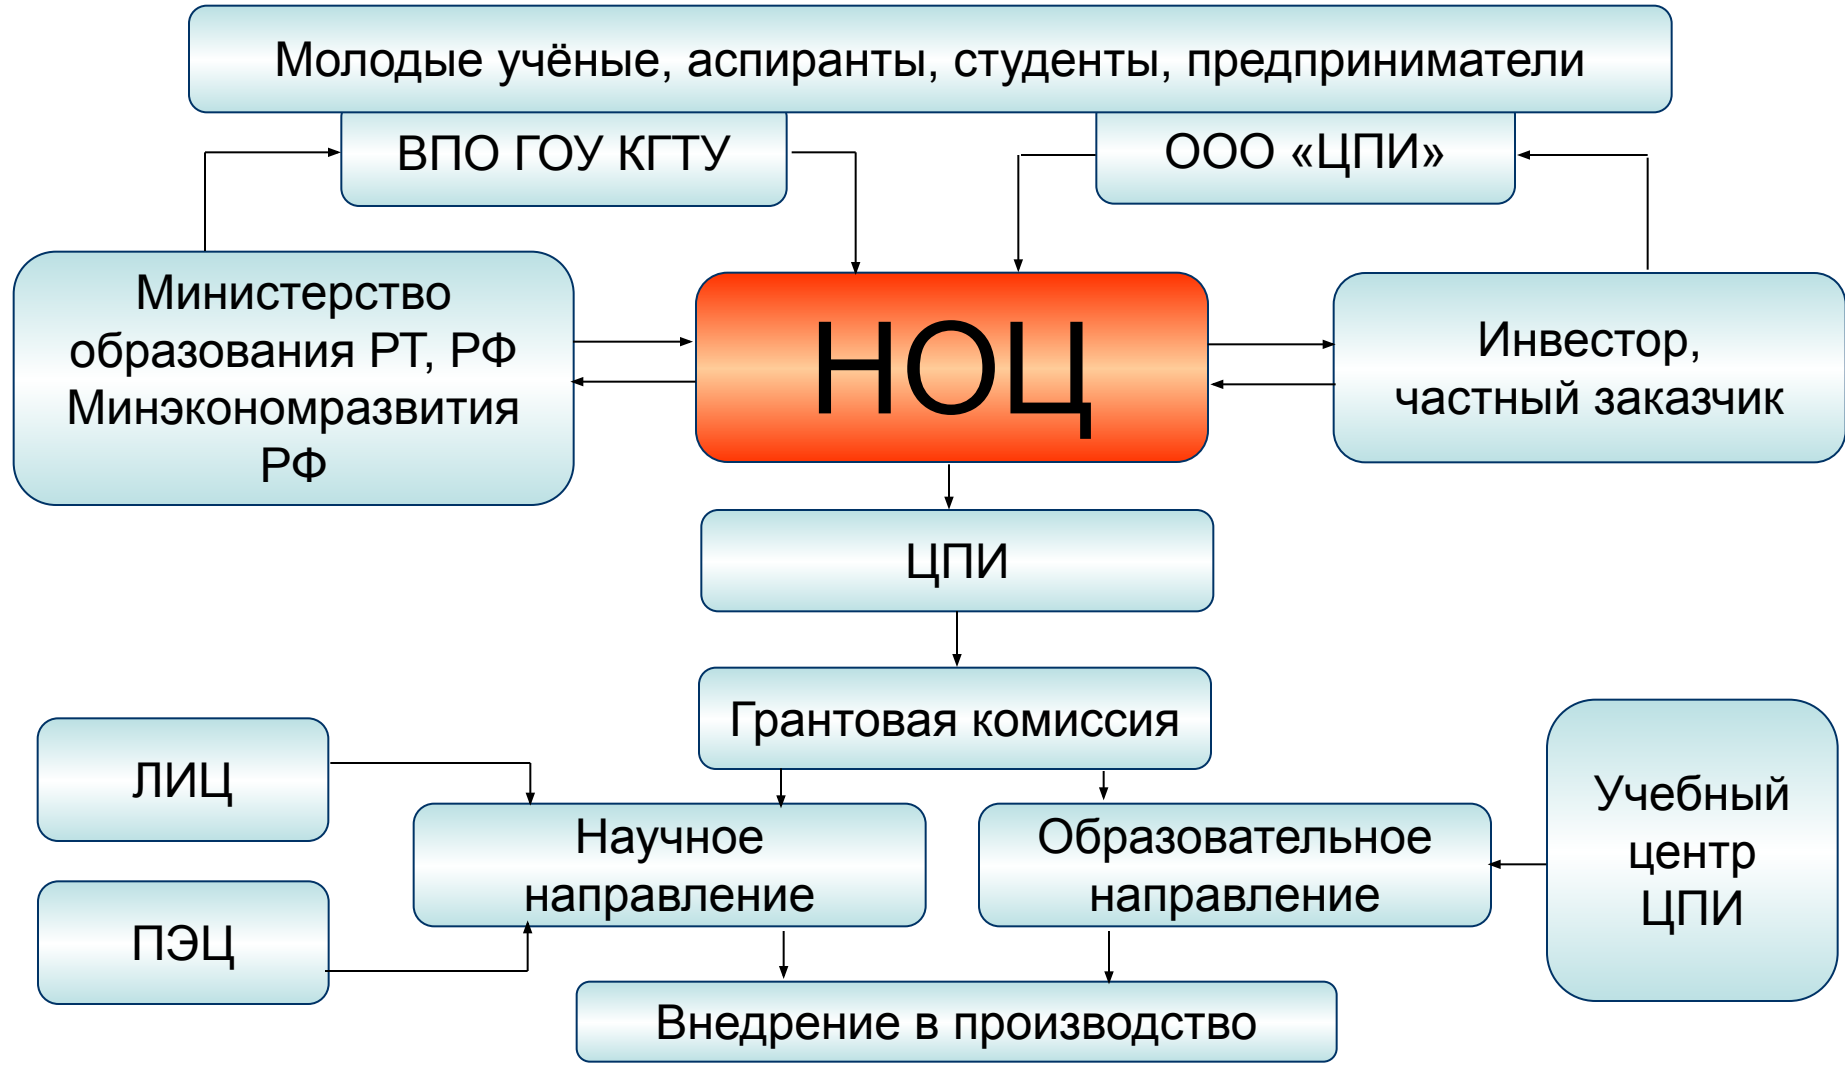 Молодые учёные, аспиранты, студенты, предприниматели
ВПО ГОУ КГТУ
ООО «ЦПИ»
Министерство
образования РТ, РФ
Минэкономразвития
РФ
НОЦ
Инвестор,
частный заказчик
ЦПИ
Грантовая комиссия
ЛИЦ
ПЭЦ
Научное
направление
Образовательное
направление
Учебный
центр
ЦПИ
Внедрение в производство